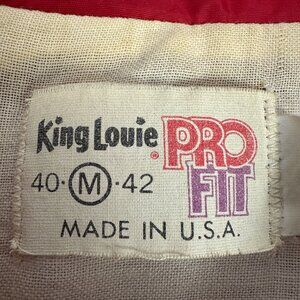 King Louie® PRO
40·Ⓜ·42 FIT
MADE IN U.S.A.